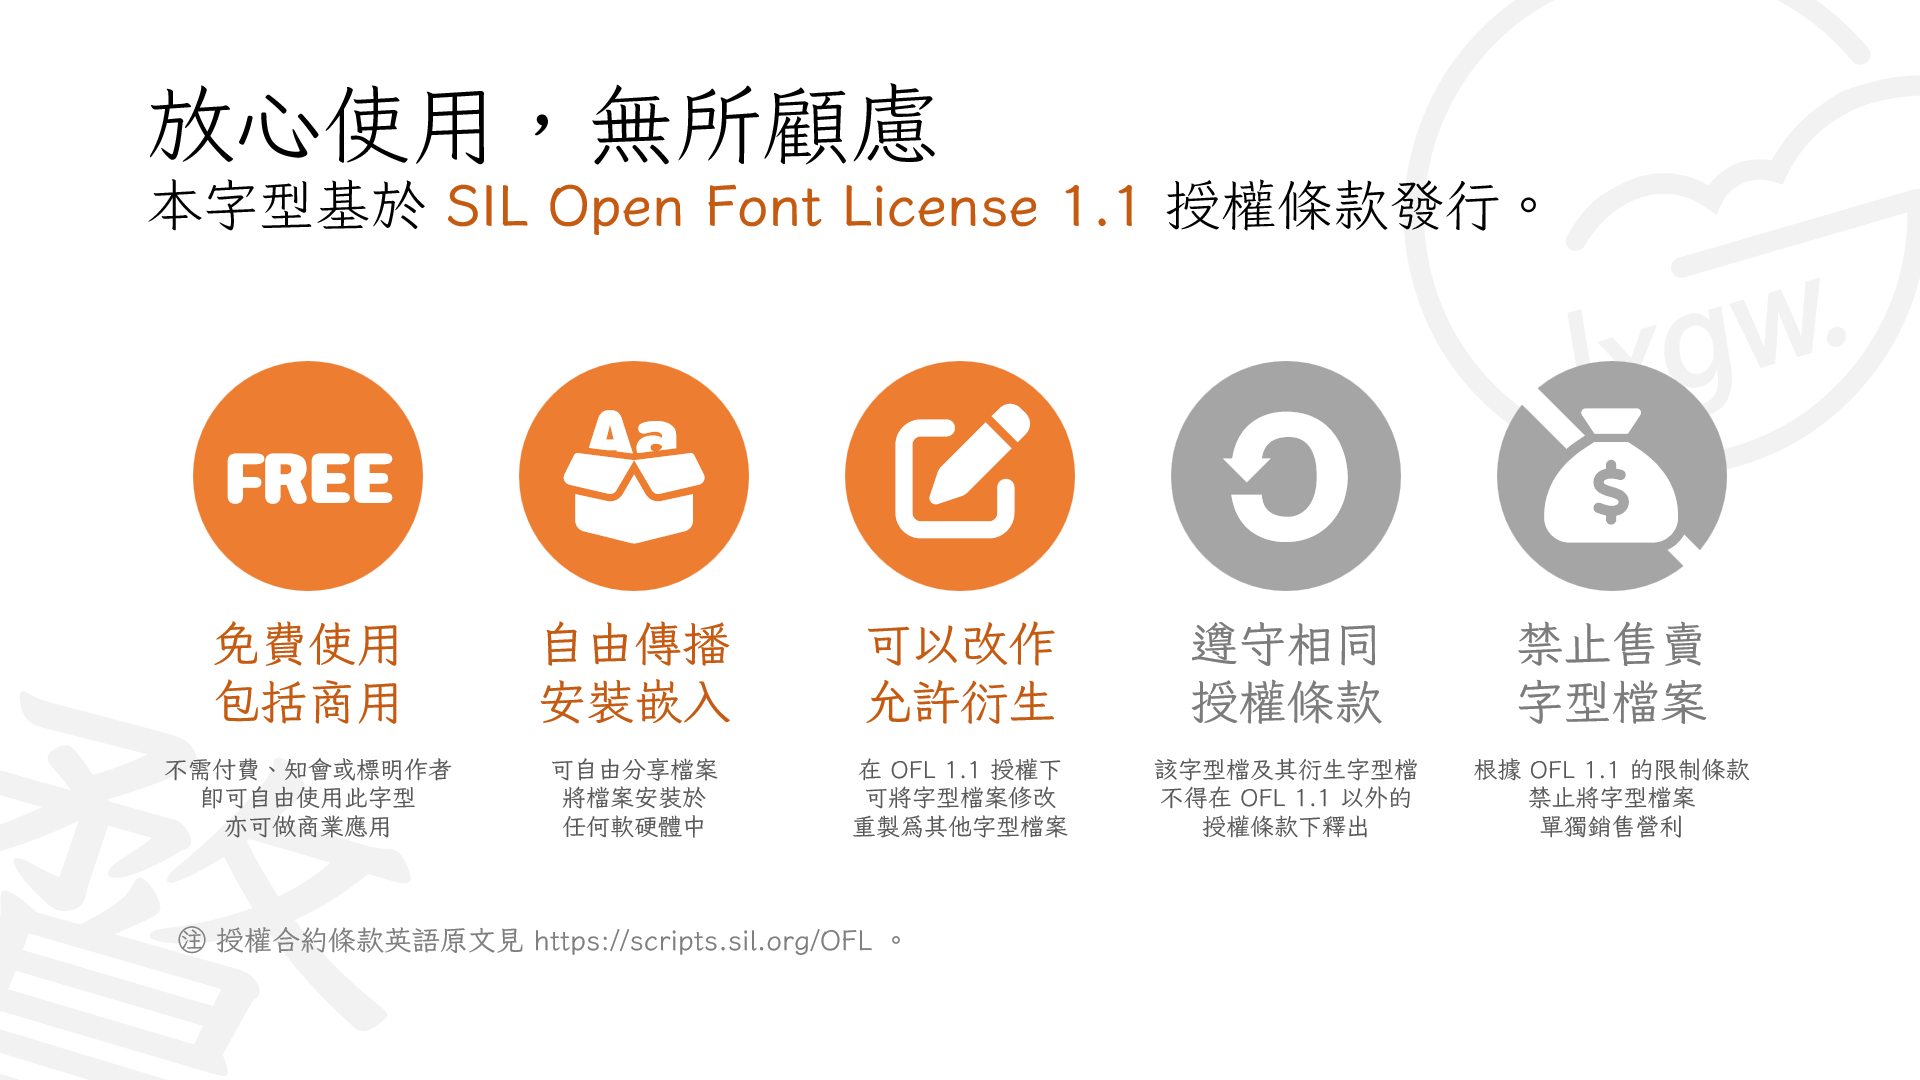 放心使用，無所顧慮
本字型基於 SIL Open Font License 1.1 授權條款發行。
lxgw.
FREE
Aa
$
免費使用
包括商用
不需付費、知會或標明作者
即可自由使用此字型
亦可做商業應用
自由傳播
安裝嵌入
可自由分享檔案
將檔案安裝於
任何軟硬體中
可以改作
允許衍生
在 OFL 1.1 授權下
可將字型檔案修改
重製爲其他字型檔案
遵守相同
授權條款
該字型檔及其衍生字型檔
不得在 OFL 1.1 以外的
授權條款下釋出
禁止售賣
字型檔案
根據 OFL 1.1 的限制條款
禁止將字型檔案
單獨銷售營利
㊟ 授權合約條款英語原文見 https://scripts.sil.org/OFL 。